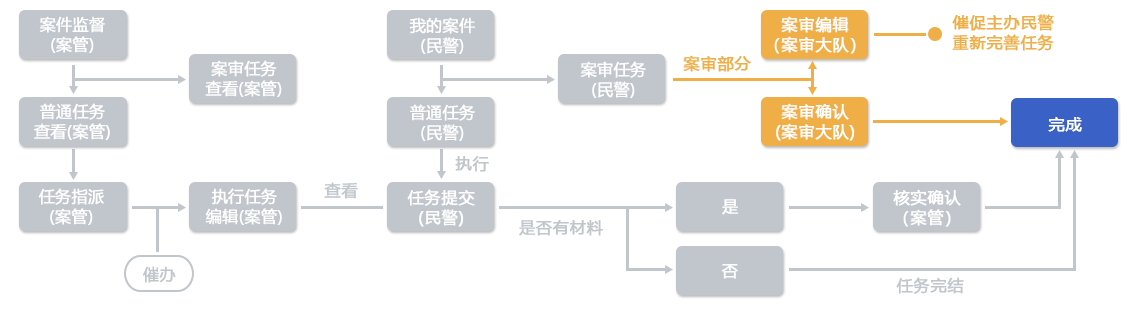 案件监督
(案管)
案审任务
查看(案管)
普通任务
查看(案管)
任务指派
(案管)
催办
执行任务
编辑(案管)
查看
我的案件
(民警)
案审任务
(民警)
普通任务
(民警)
执行
任务提交
(民警)
是否有材料
案审部分
案审编辑
(案审大队)
催促主办民警
重新完善任务
案审确认
(案审大队)
完成
是
核实确认
(案管)
否
任务完结